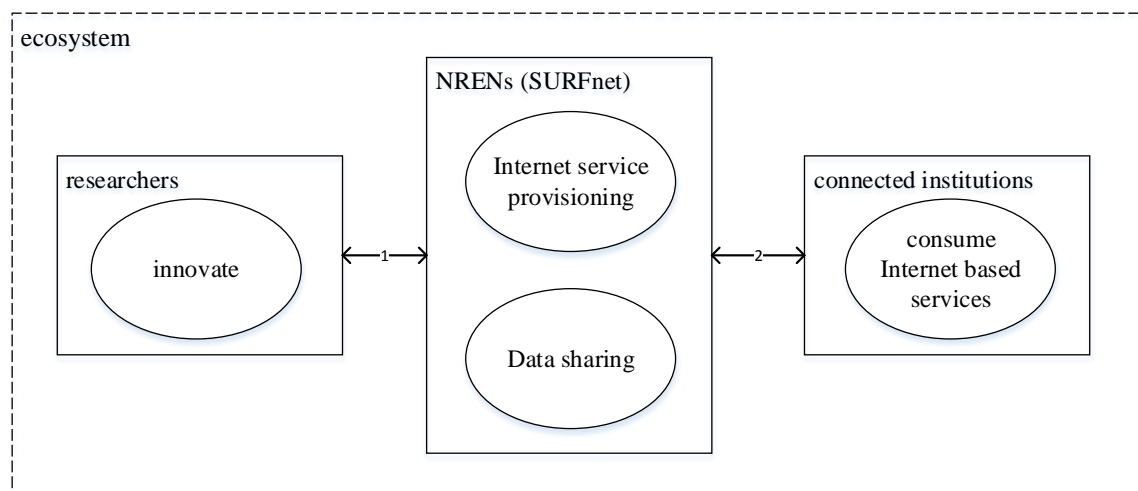 ecosystem
NRENs (SURFnet)
Internet service
provisioning
researchers
connected institutions
innovate
1
2
consume
Internet based
services
Data sharing